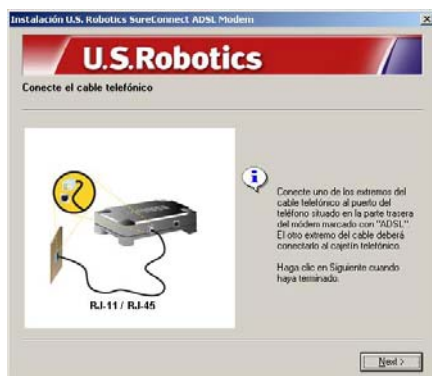 Instalación U.S. Robotics SureConnect ADSL Modem
U.S.Robotics
Conecte el cable telefónico
Conecte uno de los extremos del
cable telefónico al puerto del
teléfono situado en la parte trasera
del módem marcado con "ADSL".
El otro extremo del cable deberá
conectarlo al cajetín telefónico.
Haga clic en Siguiente cuando
haya terminado.
RJ-11 / RJ-45
Next >